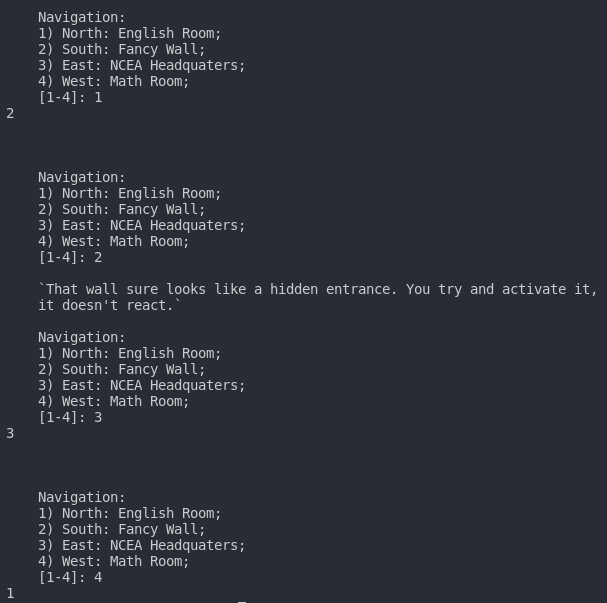 Navigation:
1) North: English Room;
2) South: Fancy Wall;
3) East: NCEA Headquaters;
4) West: Math Room;
[1-4]: 1
2
Navigation:
1) North: English Room;
2) South: Fancy Wall;
3) East: NCEA Headquaters;
4) West: Math Room;
[1-4]: 2
`That wall sure looks like a hidden entrance. You try and activate it,
it doesn't react.`
Navigation:
1) North: English Room;
2) South: Fancy Wall;
3) East: NCEA Headquaters;
4) West: Math Room;
[1-4]: 3
3
Navigation:
1) North: English Room;
2) South: Fancy Wall;
3) East: NCEA Headquaters;
4) West: Math Room;
[1-4]: 4
1